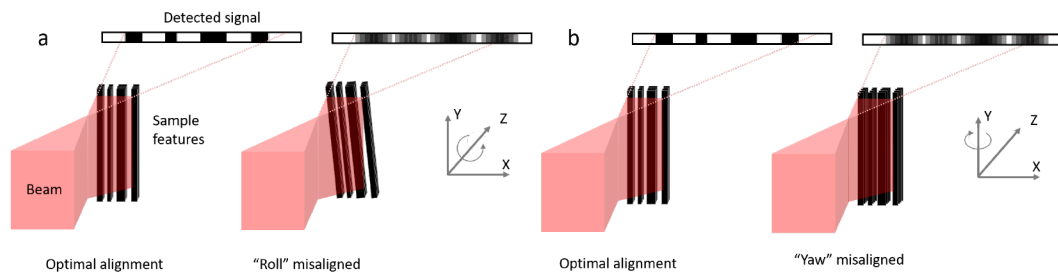 Detected signal
a
b
Sample
features
Y
Z
X
Y
Z
X
Beam
Optimal alignment
“Roll” misaligned
Optimal alignment
“Yaw” misaligned